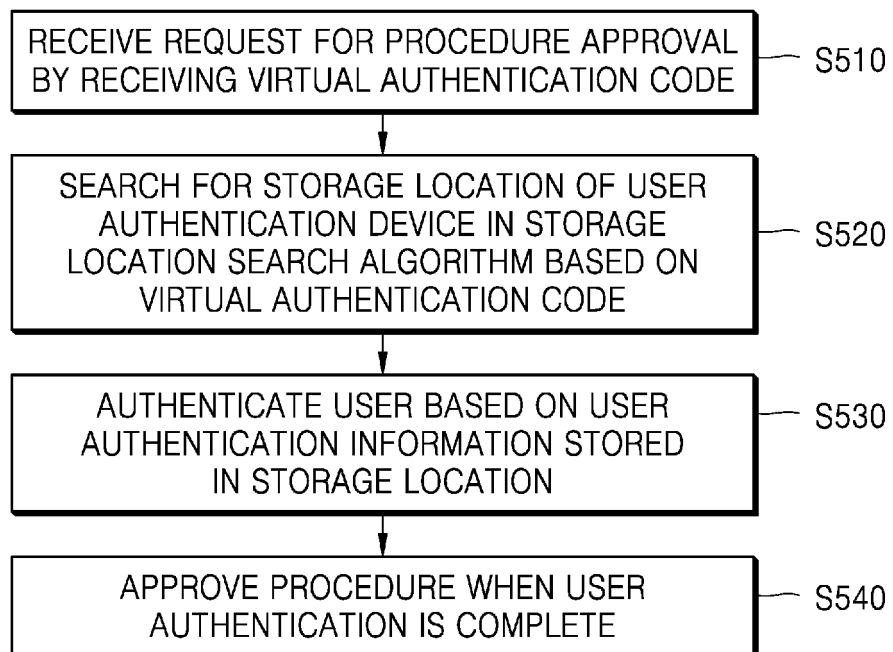 RECEIVE REQUEST FOR PROCEDURE APPROVAL
BY RECEIVING VIRTUAL AUTHENTICATION CODE
S510
SEARCH FOR STORAGE LOCATION OF USER
AUTHENTICATION DEVICE IN STORAGE
LOCATION SEARCH ALGORITHM BASED ON
VIRTUAL AUTHENTICATION CODE
S520
AUTHENTICATE USER BASED ON USER
AUTHENTICATION INFORMATION STORED
IN STORAGE LOCATION
S530
APPROVE PROCEDURE WHEN USER
AUTHENTICATION IS COMPLETE
S540